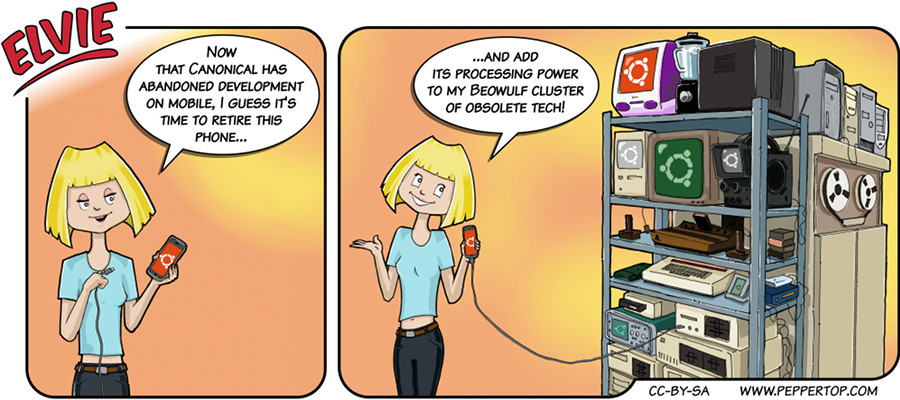 ELVIE
NOW
THAT CANONICAL HAS
ABANDONED DEVELOPMENT
ON MOBILE, I GUESS IT'S
TIME TO RETIRE THIS
PHONE...
...AND ADD
ITS PROCESSING POWER
TO MY BEOWULF CLUSTER
OF OBSOLETE TECH!
CC-BY-SA
WWW.PEPPERTOP.COM